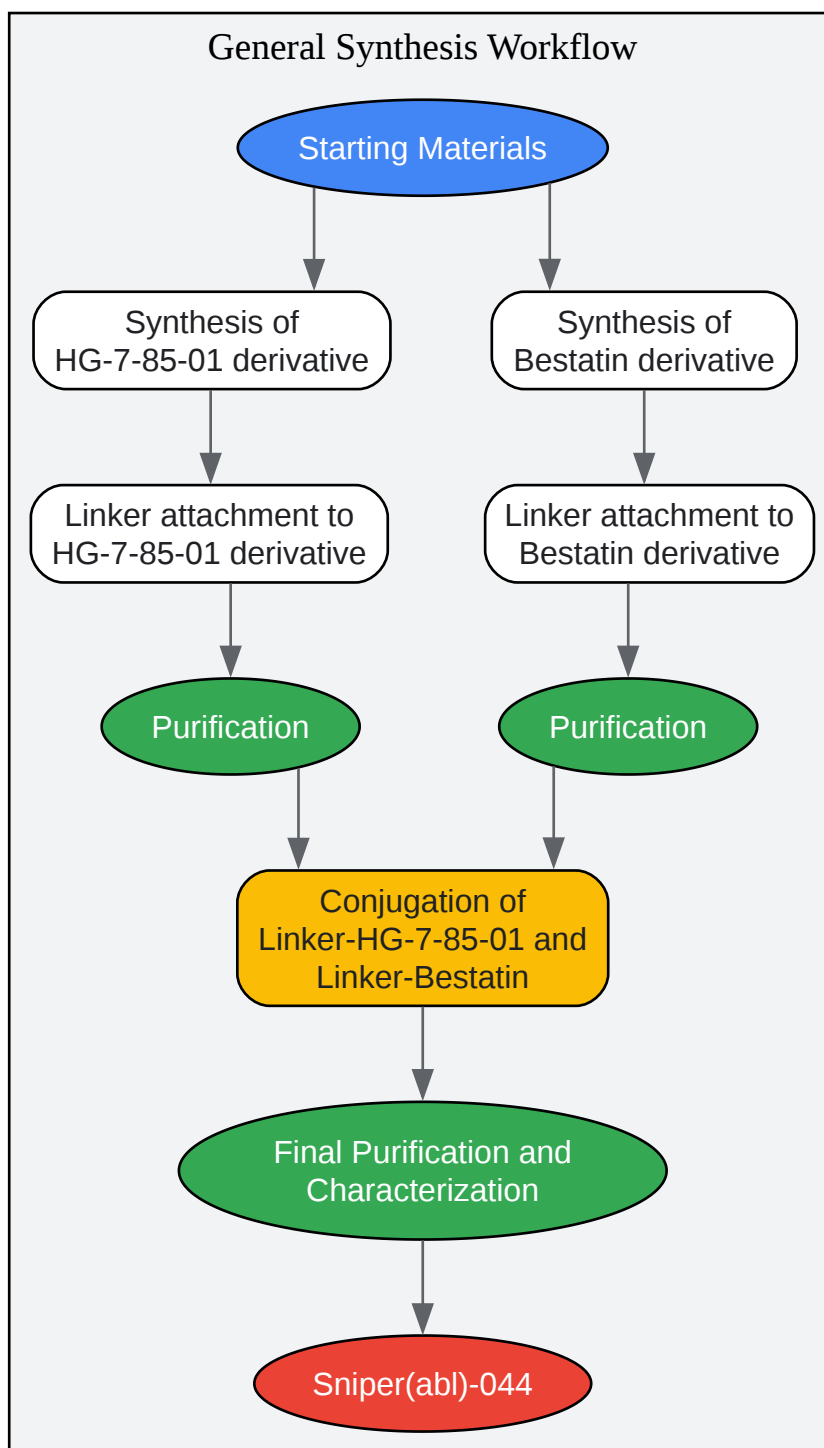 General Synthesis Workflow
Starting Materials
Synthesis of
HG-7-85-01 derivative
Synthesis of
Bestatin derivative
Linker attachment to
HG-7-85-01 derivative
Linker attachment to
Bestatin derivative
Purification
Purification
Conjugation of
Linker-HG-7-85-01 and
Linker-Bestatin
Final Purification and
Characterization
Sniper(abl)-044